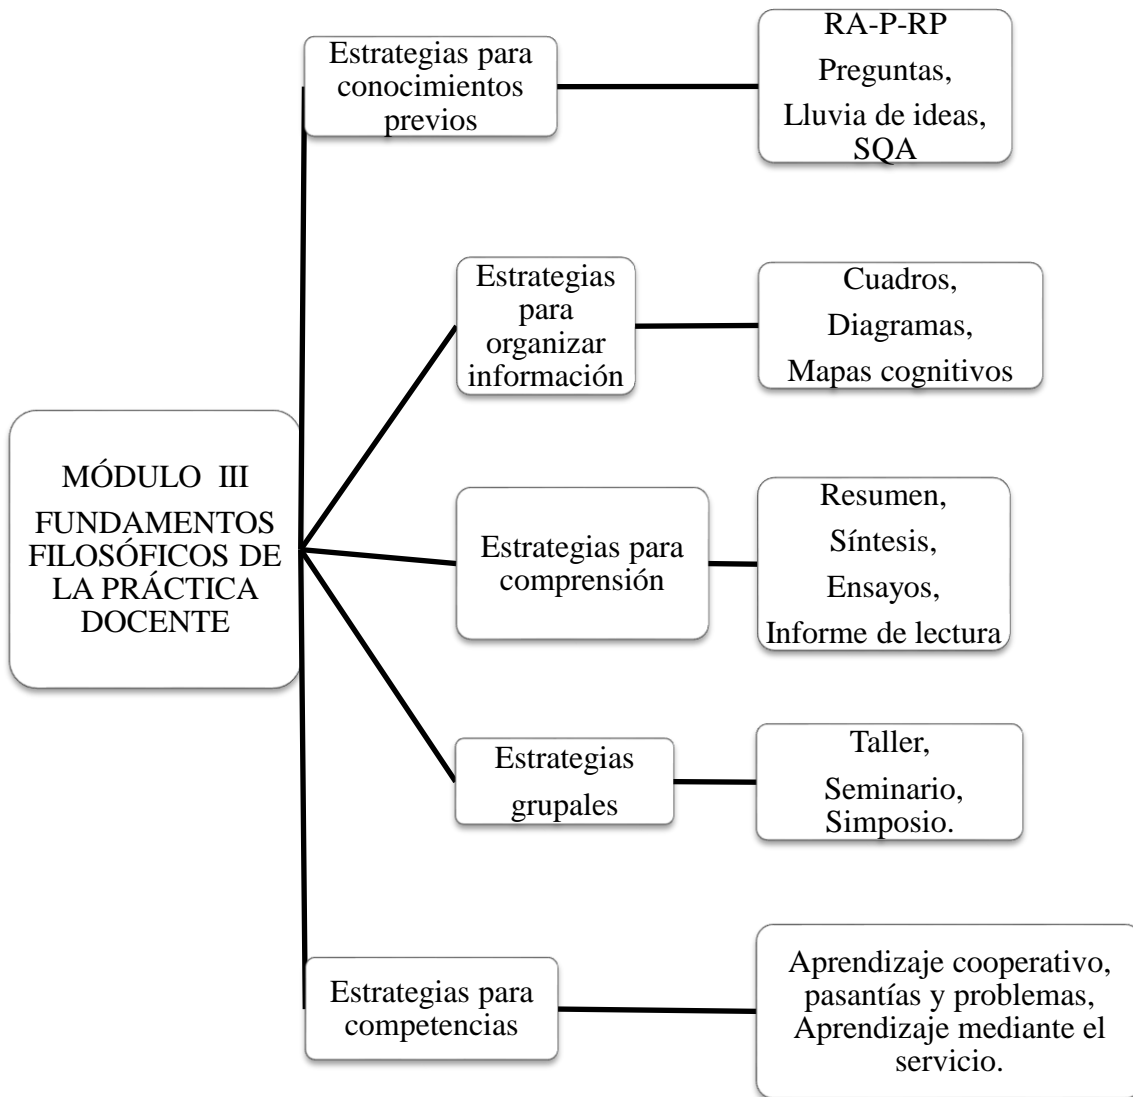 Estrategias para
conocimientos
previos
RA-P-RP
Preguntas,
Lluvia de ideas,
SQA
Estrategias
para
organizar
información
Cuadros,
Diagramas,
Mapas cognitivos
MÓDULO III
FUNDAMENTOS
FILOSÓFICOS DE
LA PRÁCTICA
DOCENTE
Estrategias para
comprensión
Resumen,
Síntesis,
Ensayos,
Informe de lectura
Estrategias
grupales
Taller,
Seminario,
Simposio.
Estrategias para
competencias
Aprendizaje cooperativo,
pasantías y problemas,
Aprendizaje mediante el
servicio.